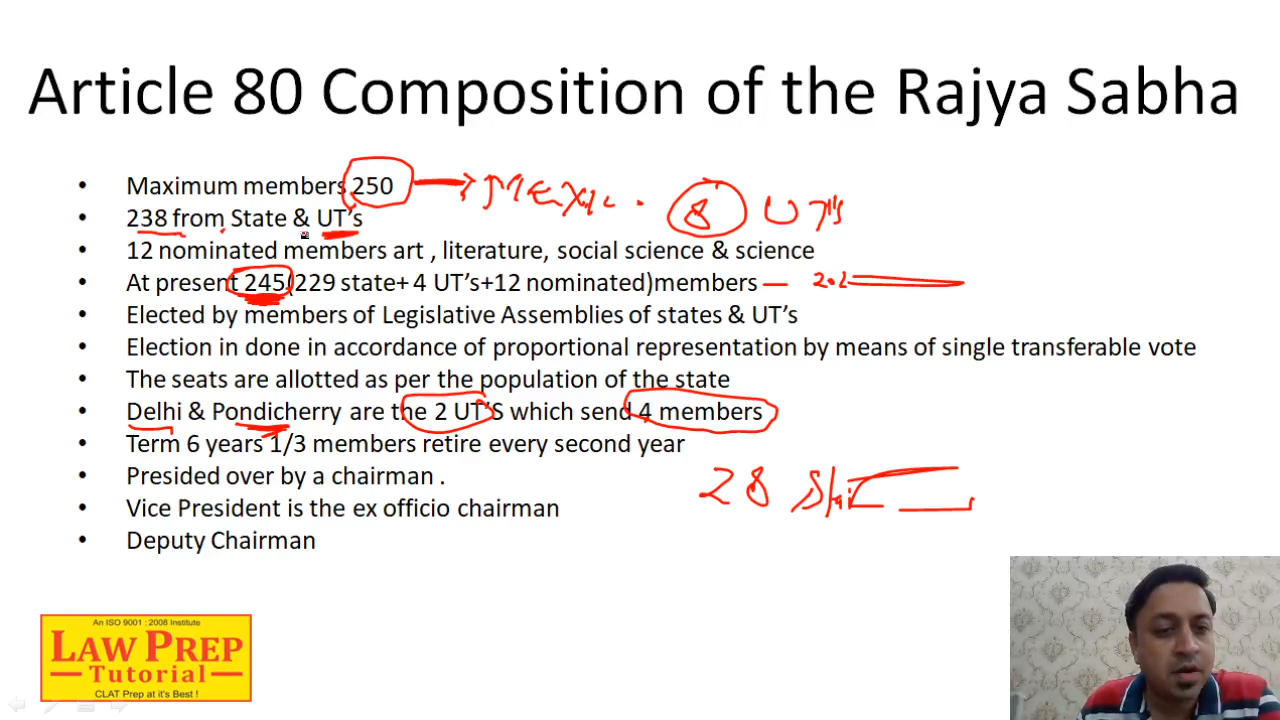 Article 80 Composition of the Rajya Sabha
• Maximum members 250
• 238 from State & UT's
8 UT's
• 12 nominated members art , literature, social science & science
• At present 245(229 state+ 4 UT's+12 nominated)members
• Elected by members of Legislative Assemblies of states & UT's
• Election in done in accordance of proportional representation by means of single transferable vote
• The seats are allotted as per the population of the state
• Delhi & Pondicherry are the 2 UT'S which send 4 members
• Term 6 years 1/3 members retire every second year
• Presided over by a chairman .
28
• Vice President is the ex officio chairman
• Deputy Chairman
An ISO 9001 : 2008 Institute
LAW PREP
Tutorial
CLAT Prep at it's Best !